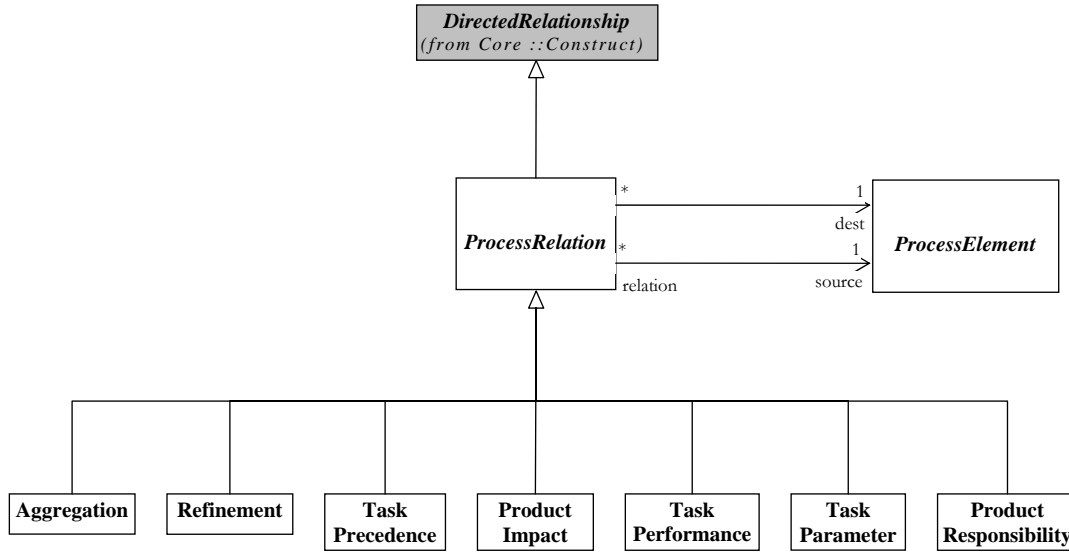 DirectedRelationship
(from Core ::Construct)
* 1
dest
ProcessRelation
ProcessElement
* 1
relation source
Aggregation
Refinement
Task
Precedence
Product
Impact
Task
Performance
Task
Parameter
Product
Responsibility